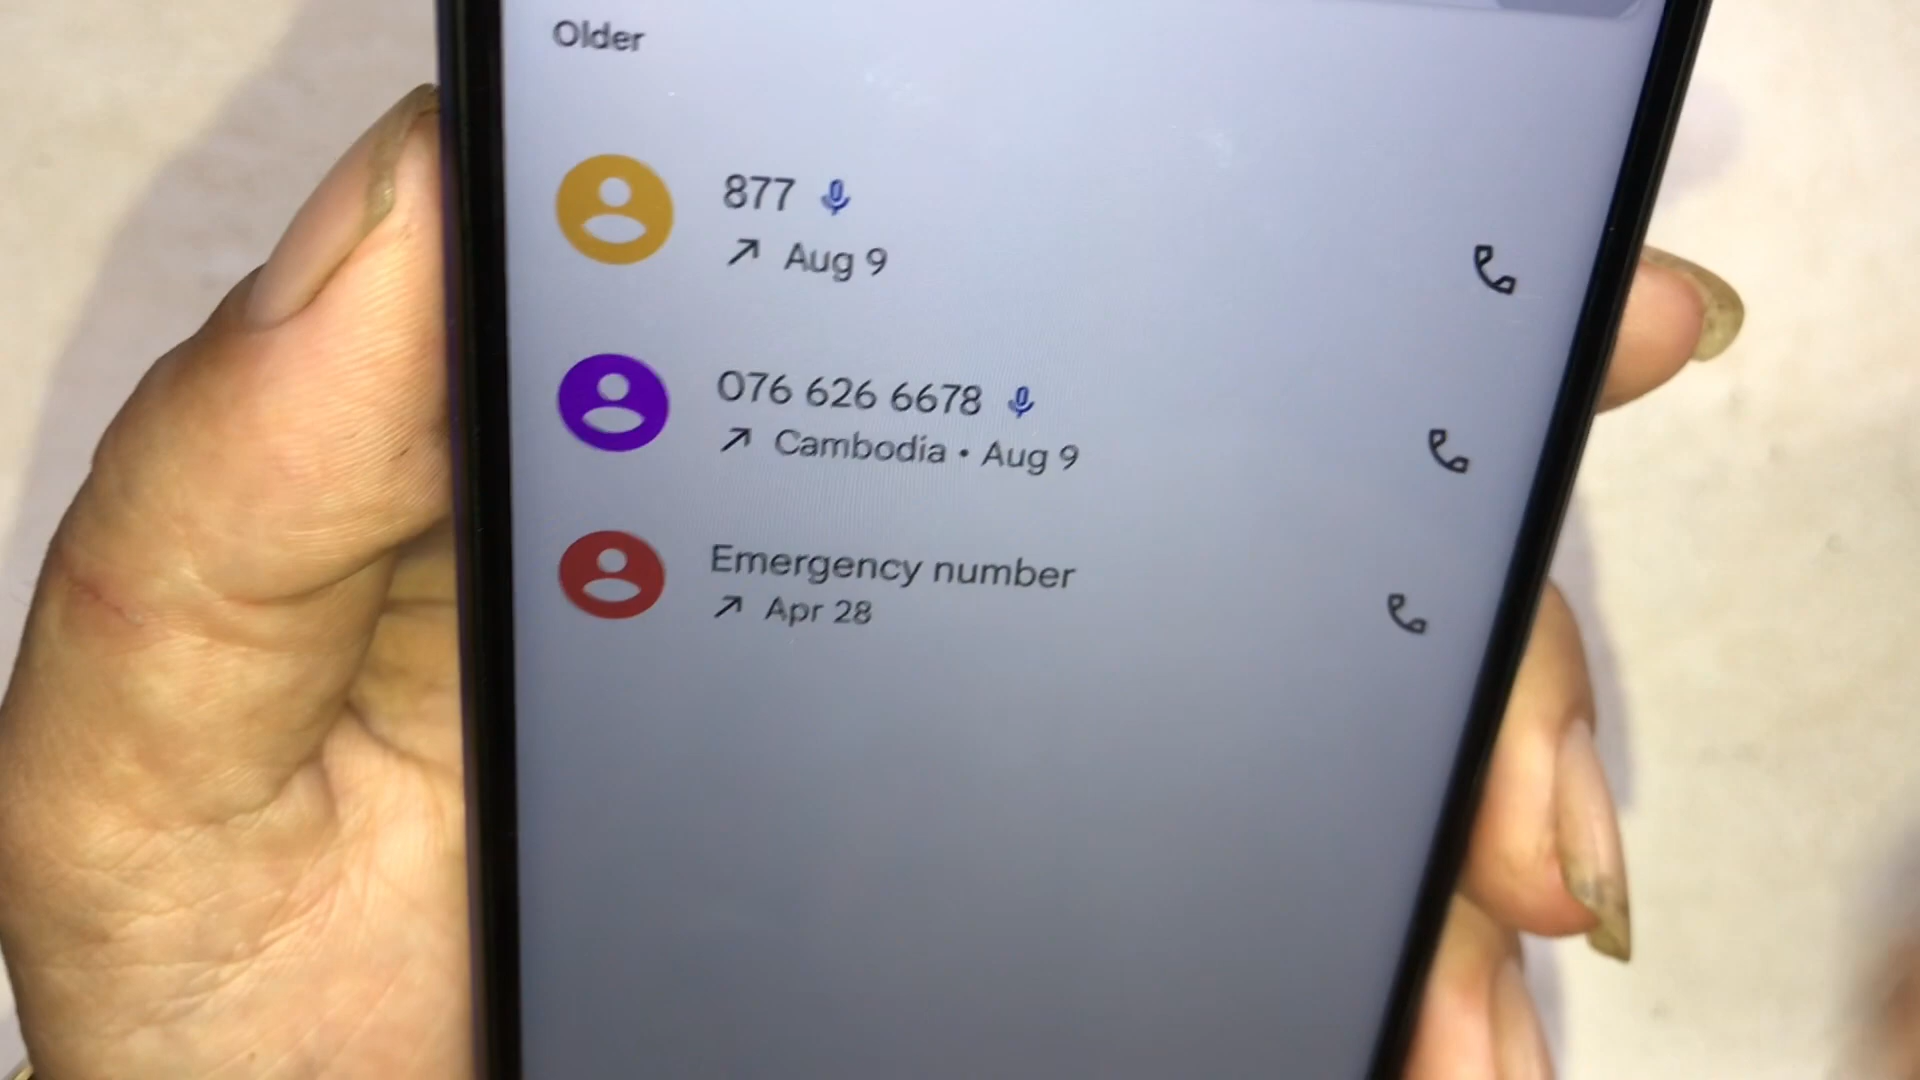 Older
877
Aug 9
076 626 6678
Cambodia • Aug 9
Emergency number
Apr 28